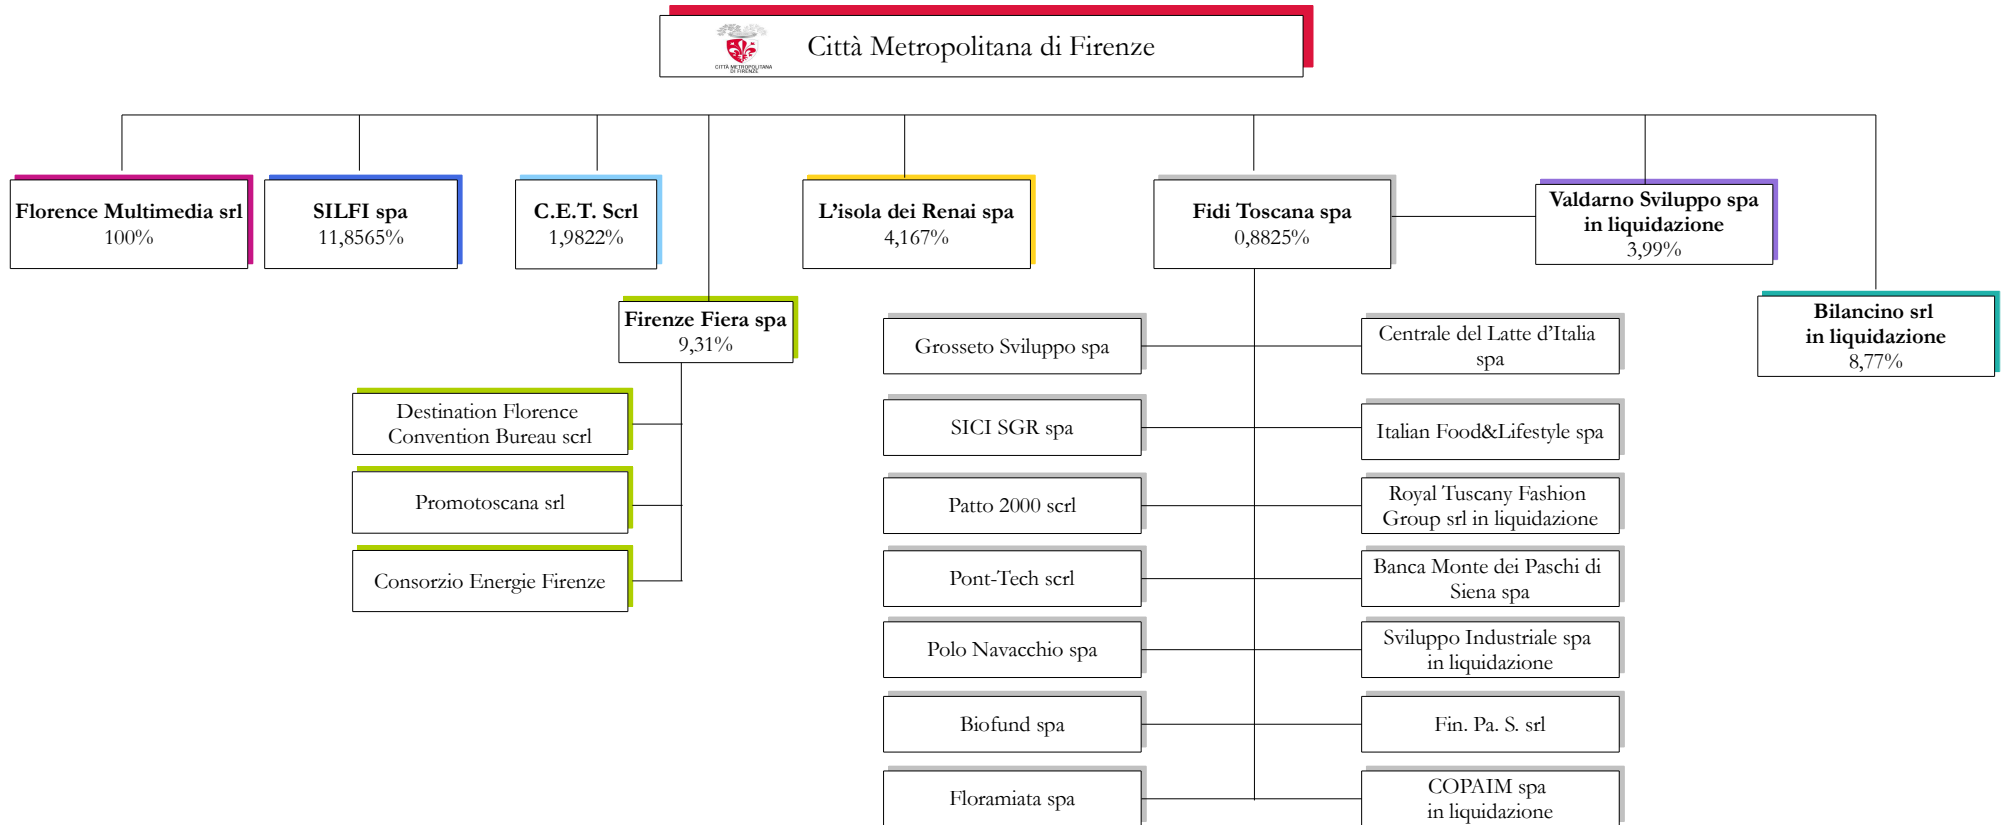 Città Metropolitana di Firenze
CITTÀ METROPOLITANA
DI FIRENZE
Florence Multimedia srl
100%
SILFI spa
11,8565%
C.E.T. Scrl
1,9822%
L'isola dei Renai spa
4,167%
Fidi Toscana spa
0,8825%
Valdarno Sviluppo spa
in liquidazione
3,99%
Firenze Fiera spa
9,31%
Bilancino srl
in liquidazione
8,77%
Destination Florence
Convention Bureau scrl
Promotoscana srl
Consorzio Energie Firenze
Grosseto Sviluppo spa
Centrale del Latte d’Italia
spa
SICI SGR spa
Italian Food&Lifestyle spa
Patto 2000 scrl
Royal Tuscany Fashion
Group srl in liquidazione
Pont-Tech scrl
Banca Monte dei Paschi di
Siena spa
Polo Navacchio spa
Sviluppo Industriale spa
in liquidazione
Biofund spa
Fin. Pa. S. srl
Floramiata spa
COPAIM spa
in liquidazione